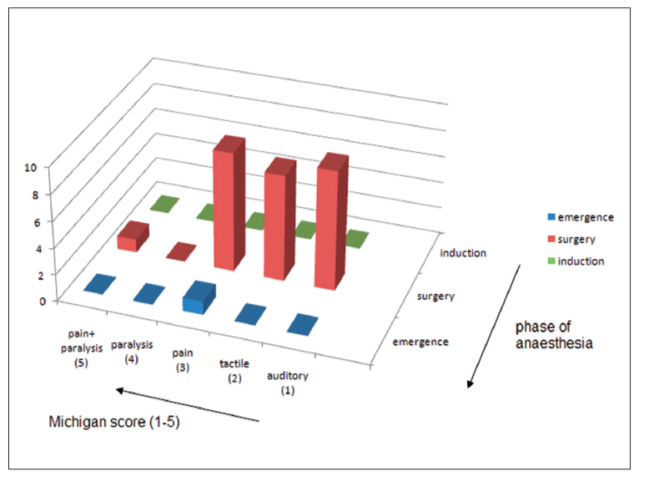 10
8
6
4
2
0
pain+
paralysis
(5)
paralysis
(4)
pain
(3)
tactile
(2)
auditory
(1)
induction
surgery
emergence
emergence
surgery
induction
phase of
anaesthesia
Michigan score (1-5)